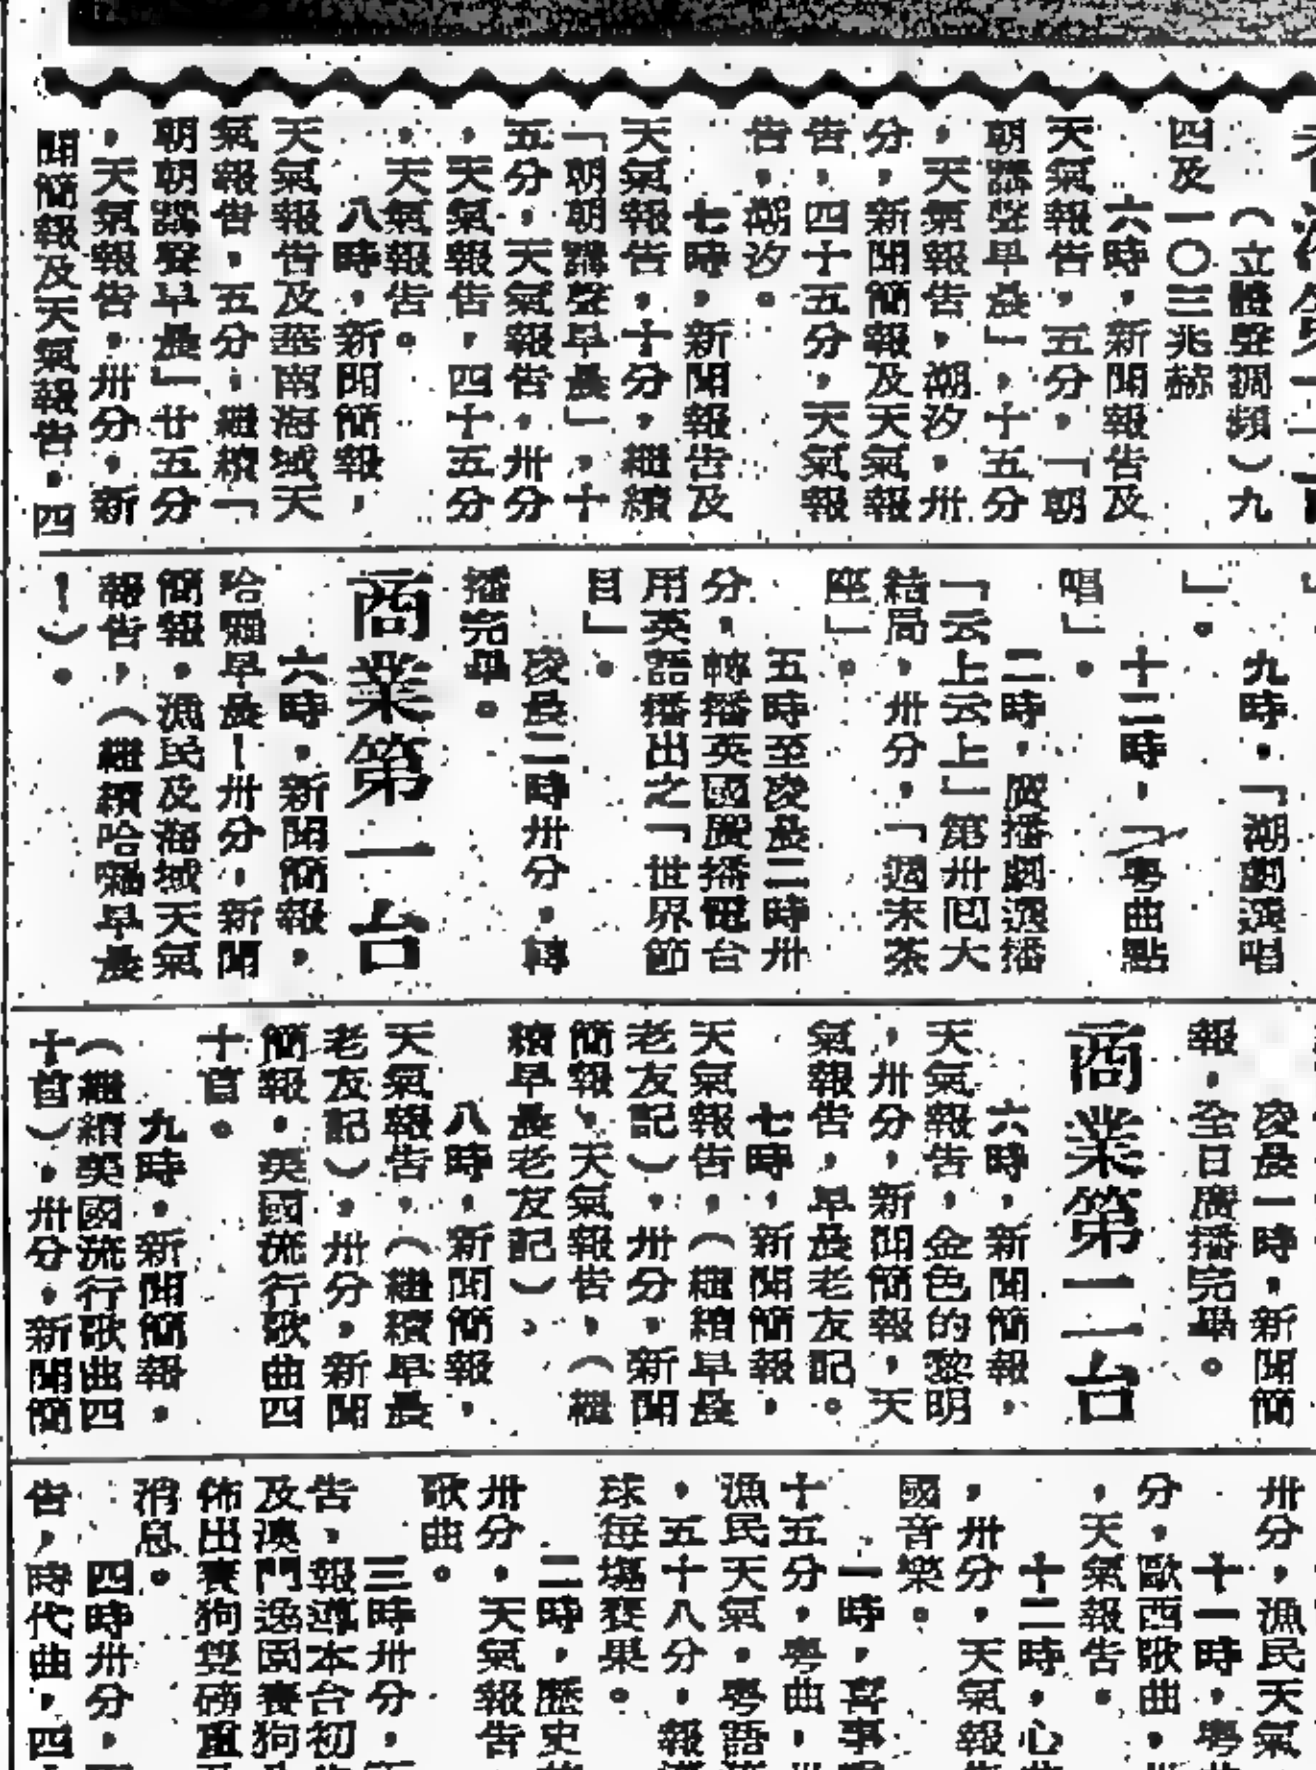 （立體聲調頻）九
四及一〇三兆赫
六時，新聞報告及
天氣報告，五分，「朝
朝講聲早晨」，十五分
，天氣報告，潮汐，卅
分，新聞簡報及天氣報
告，四十五分，天氣報
告，潮汐。
七時，新聞報告及
天氣報告，十分，繼續
「朝朝講聲早晨」，十
五分，天氣報告，卅分
，天氣報告，四十五分
，天氣報告。
八時，新聞簡報，
天氣報告及華南海域天
氣報告，五分，繼續「
朝朝講聲早晨」廿五分
，天氣報告，卅分，新
聞簡報及天氣報告，四
九時，「潮劇選唱
」。
十二時，「粵曲點
唱」。
二時，廣播劇選播
「云上云上」第卅回大
結局，卅分，「週末茶
座」。
五時至凌晨二時卅
分，轉播英國廣播電台
用英語播出之「世界節
目」。
凌晨二時卅分，轉
播完畢。
商業第一台
六時，新聞簡報，
哈囉早晨！卅分，新聞
簡報，漁民及海域天氣
報告，（繼續哈囉早晨
！）。
凌晨一時，新聞簡
報，全日廣播完畢。
商業第二台
六時，新聞簡報，
天氣報告，金色的黎明
，卅分，新聞簡報，天
氣報告，早晨老友記。
七時，新聞簡報，
天氣報告，（繼續早晨
老友記），卅分，新聞
簡報，天氣報告，（繼
續早晨老友記）。
八時，新聞簡報，
天氣報告，（繼續早晨
老友記），卅分，新聞
簡報，英國流行歌曲四
十首。
九時，新聞簡報，
（繼續英國流行歌曲四
十首），卅分，新聞簡
卅分，漁民天氣
十一時，粵曲
分，歐西歌曲，
，天氣報告。
十二時，心曲
，卅分，天氣報告
國音樂。
一時，喜事
十五分，粵曲，
漁民天氣，粵語
，五十八分，報
球每塲賽果。
二時，歷史
卅分，天氣報告
歌曲。
三時卅分，
告，報導本台初
及澳門逸園賽狗
佈出賽狗隻磅重
消息。
四時卅分，
告，時代曲，四